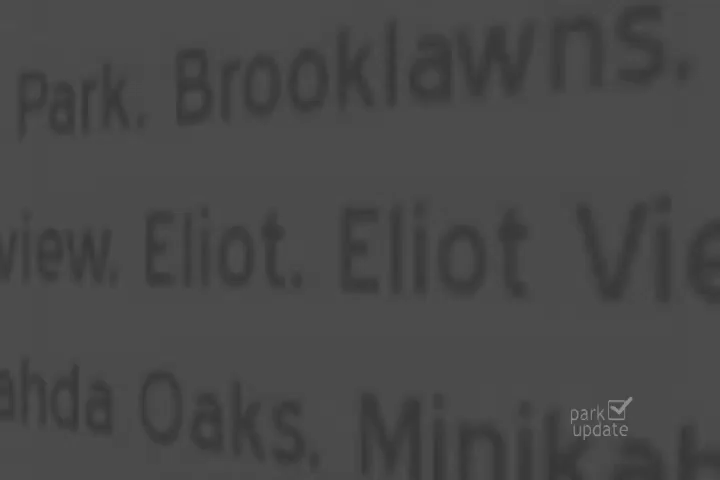 Park. Brooklawns.
view. Eliot. Eliot Vie
ahda Oaks. Minikah
park
update